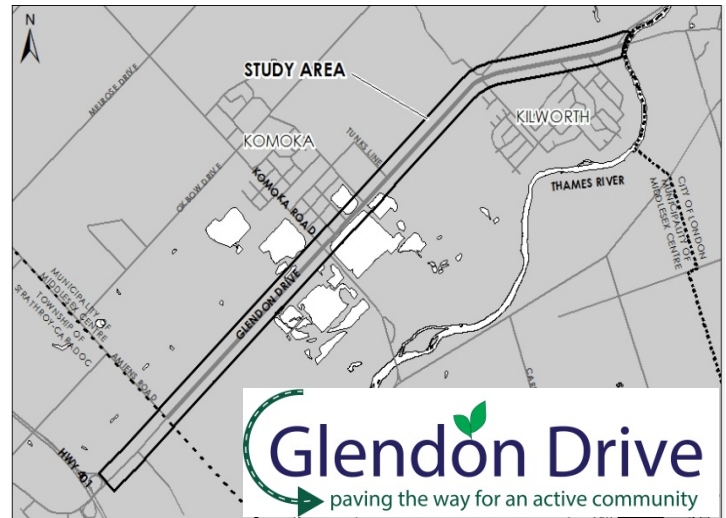 N
STUDY AREA
MELROSE DRIVE
KOMOKA
TUNKS LINE
KILWORTH
OXBOW DRIVE
KOMOKA ROAD
THAMES RIVER
CITY OF LONDON
MUNICIPALITY OF
MIDDLESEX CENTRE
GLENDON DRIVE
MUNICIPALITY OF
MIDDLESEX CENTRE
TOWNSHIP OF
STRATHROY-CARADOC
AMIENS ROAD
HWY 401
Glendon Drive
paving the way for an active community